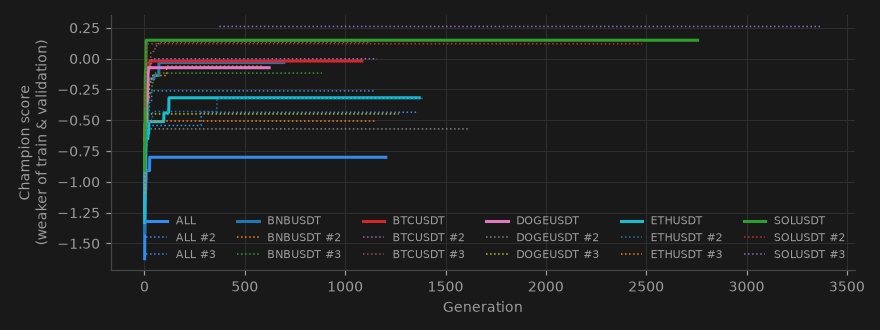 Champion score
(weaker of train & validation)
0.25
0.00
−0.25
−0.50
−0.75
−1.00
−1.25
−1.50
ALL BNBUSDT BTCUSDT DOGEUSDT ETHUSDT SOLUSDT
ALL #2 BNBUSDT #2 BTCUSDT #2 DOGEUSDT #2 ETHUSDT #2 SOLUSDT #2
ALL #3 BNBUSDT #3 BTCUSDT #3 DOGEUSDT #3 ETHUSDT #3 SOLUSDT #3
0 500 1000 1500 2000 2500 3000 3500
Generation